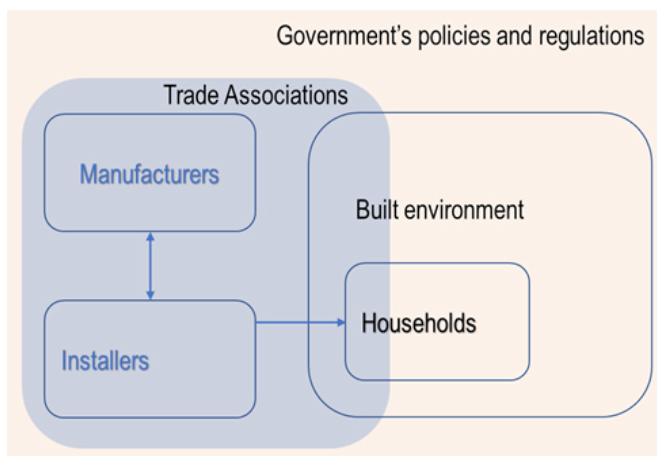 Government's policies and regulations
Trade Associations
Manufacturers
Built environment
Households
Installers